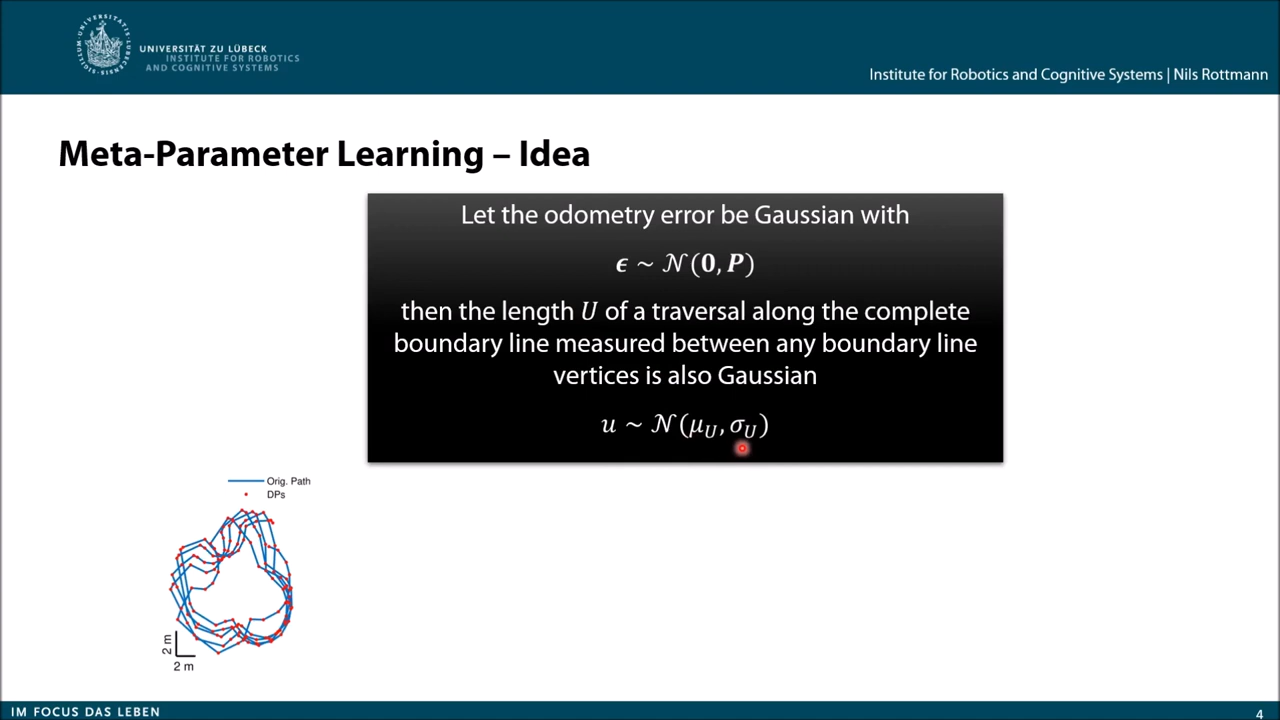 UNIVERSITÄT ZU LÜBECK
INSTITUTE FOR ROBOTICS
AND COGNITIVE SYSTEMS
Institute for Robotics and Cognitive Systems | Nils Rottmann
Meta-Parameter Learning – Idea
Let the odometry error be Gaussian with
𝝐 ~ 𝒩(𝟎, 𝑷)
then the length 𝑈 of a traversal along the complete
boundary line measured between any boundary line
vertices is also Gaussian
𝑢 ~ 𝒩(𝜇_𝑈, 𝜎_𝑈)
Orig. Path
DPs
2 m
2 m
IM FOCUS DAS LEBEN
4